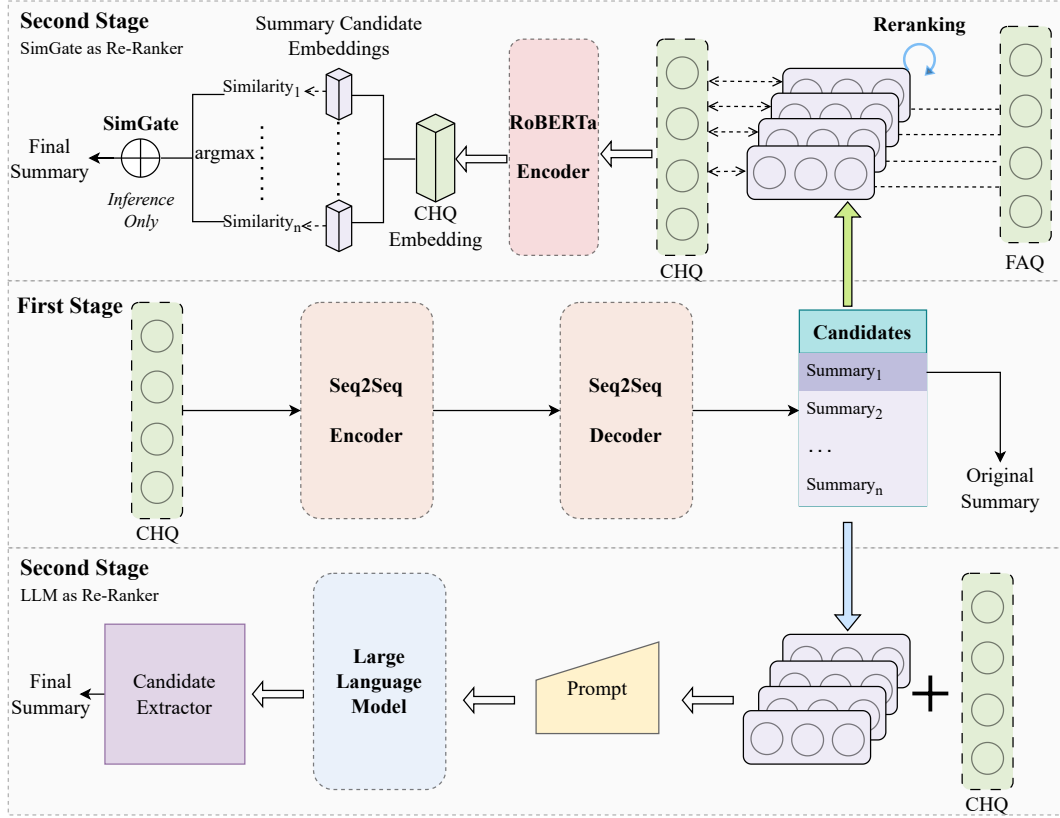 Second Stage
SimGate as Re-Ranker
Summary Candidate
Embeddings
Reranking
Similarity1
SimGate
RoBERTa
Encoder
Final
Summary
argmax
Inference
Only
Similarityn
CHQ
Embedding
CHQ
FAQ
First Stage
Candidates
Summary1
Seq2Seq
Encoder
Seq2Seq
Decoder
Summary2
...
Summaryn
Original
Summary
CHQ
Second Stage
LLM as Re-Ranker
Large
Language
Model
Prompt
Final
Summary
Candidate
Extractor
CHQ